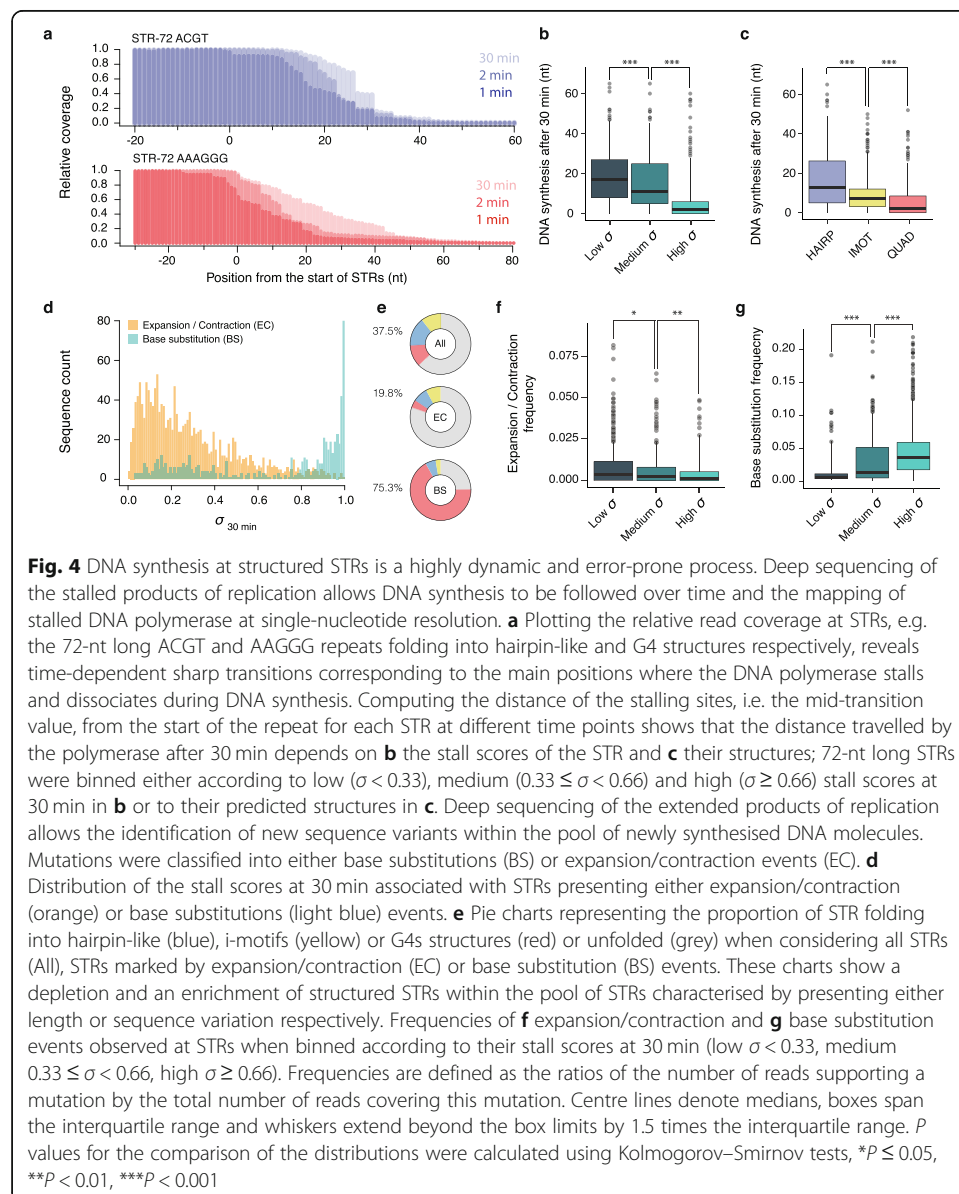 a
STR-72 ACGT
1.0
0.8
0.6
0.4
0.2
0.0
30 min
2 min
1 min
-20 0 20 40 60
STR-72 AAAGGG
1.0
0.8
0.6
0.4
0.2
0.0
30 min
2 min
1 min
-20 0 20 40 60 80
Relative coverage
Position from the start of STRs (nt)
b
DNA synthesis after 30 min (nt)
60
40
20
0
*** ***
Low σ Medium σ High σ
c
DNA synthesis after 30 min (nt)
60
40
20
0
*** ***
HAIRP IMOT QUAD
d
Sequence count
80
60
40
20
0
Expansion / Contraction (EC)
Base substitution (BS)
0.0 0.2 0.4 0.6 0.8 1.0
σ 30 min
e
37.5% All
19.8% EC
75.3% BS
f
Expansion / Contraction
frequency
0.075
0.050
0.025
0.000
* **
Low σ Medium σ High σ
g
Base substitution frequecny
0.20
0.15
0.10
0.05
0.00
*** ***
Low σ Medium σ High σ
Fig. 4 DNA synthesis at structured STRs is a highly dynamic and error-prone process. Deep sequencing of
the stalled products of replication allows DNA synthesis to be followed over time and the mapping of
stalled DNA polymerase at single-nucleotide resolution. a Plotting the relative read coverage at STRs, e.g.
the 72-nt long ACGT and AAGGG repeats folding into hairpin-like and G4 structures respectively, reveals
time-dependent sharp transitions corresponding to the main positions where the DNA polymerase stalls
and dissociates during DNA synthesis. Computing the distance of the stalling sites, i.e. the mid-transition
value, from the start of the repeat for each STR at different time points shows that the distance travelled by
the polymerase after 30 min depends on b the stall scores of the STR and c their structures; 72-nt long STRs
were binned either according to low (σ < 0.33), medium (0.33 ≤ σ < 0.66) and high (σ ≥ 0.66) stall scores at
30 min in b or to their predicted structures in c. Deep sequencing of the extended products of replication
allows the identification of new sequence variants within the pool of newly synthesised DNA molecules.
Mutations were classified into either base substitutions (BS) or expansion/contraction events (EC). d
Distribution of the stall scores at 30 min associated with STRs presenting either expansion/contraction
(orange) or base substitutions (light blue) events. e Pie charts representing the proportion of STR folding
into hairpin-like (blue), i-motifs (yellow) or G4s structures (red) or unfolded (grey) when considering all STRs
(All), STRs marked by expansion/contraction (EC) or base substitution (BS) events. These charts show a
depletion and an enrichment of structured STRs within the pool of STRs characterised by presenting either
length or sequence variation respectively. Frequencies of f expansion/contraction and g base substitution
events observed at STRs when binned according to their stall scores at 30 min (low σ < 0.33, medium
0.33 ≤ σ < 0.66, high σ ≥ 0.66). Frequencies are defined as the ratios of the number of reads supporting a
mutation by the total number of reads covering this mutation. Centre lines denote medians, boxes span
the interquartile range and whiskers extend beyond the box limits by 1.5 times the interquartile range. P
values for the comparison of the distributions were calculated using Kolmogorov–Smirnov tests, *P ≤ 0.05,
**P < 0.01, ***P < 0.001